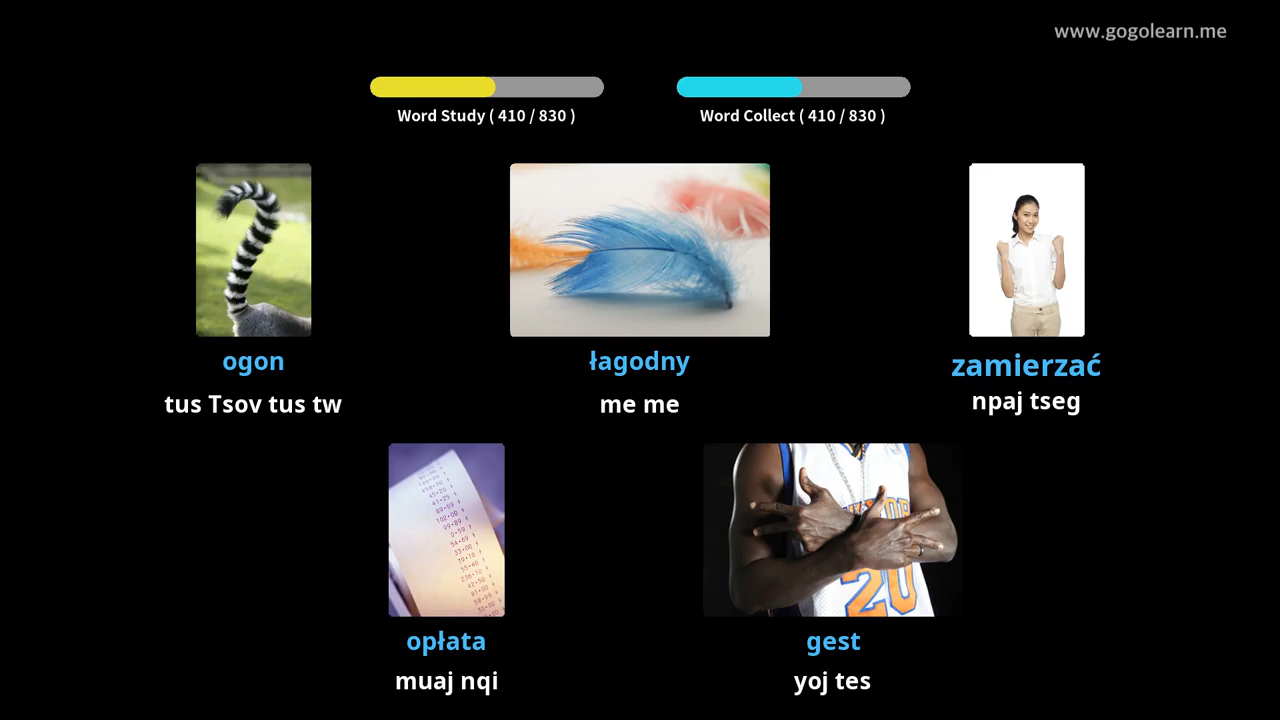 www.gogolearn.me
Word Study ( 410 / 830 )
Word Collect ( 410 / 830 )
ogon
łagodny
zamierzać
tus Tsov tus tw
me me
npaj tseg
20
opłata
gest
muaj nqi
yoj tes